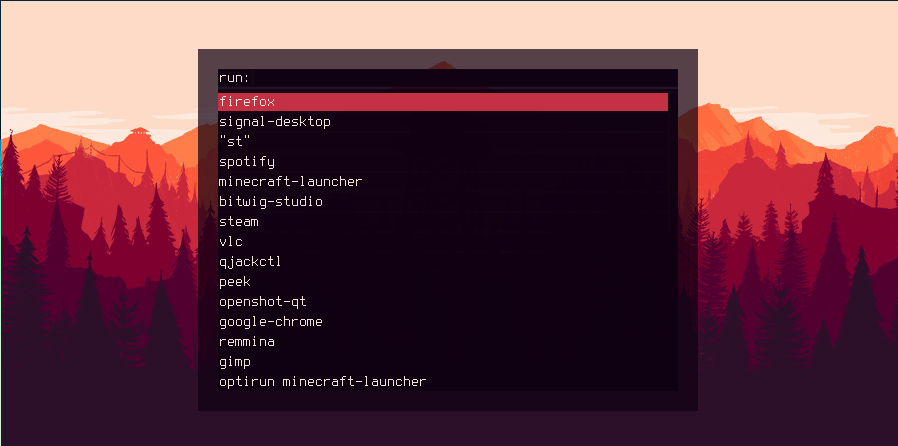 run:
firefox
signal-desktop
"st"
spotify
minecraft-launcher
bitwig-studio
steam
vlc
qjackctl
peek
openshot-qt
google-chrome
remmina
gimp
optirun minecraft-launcher